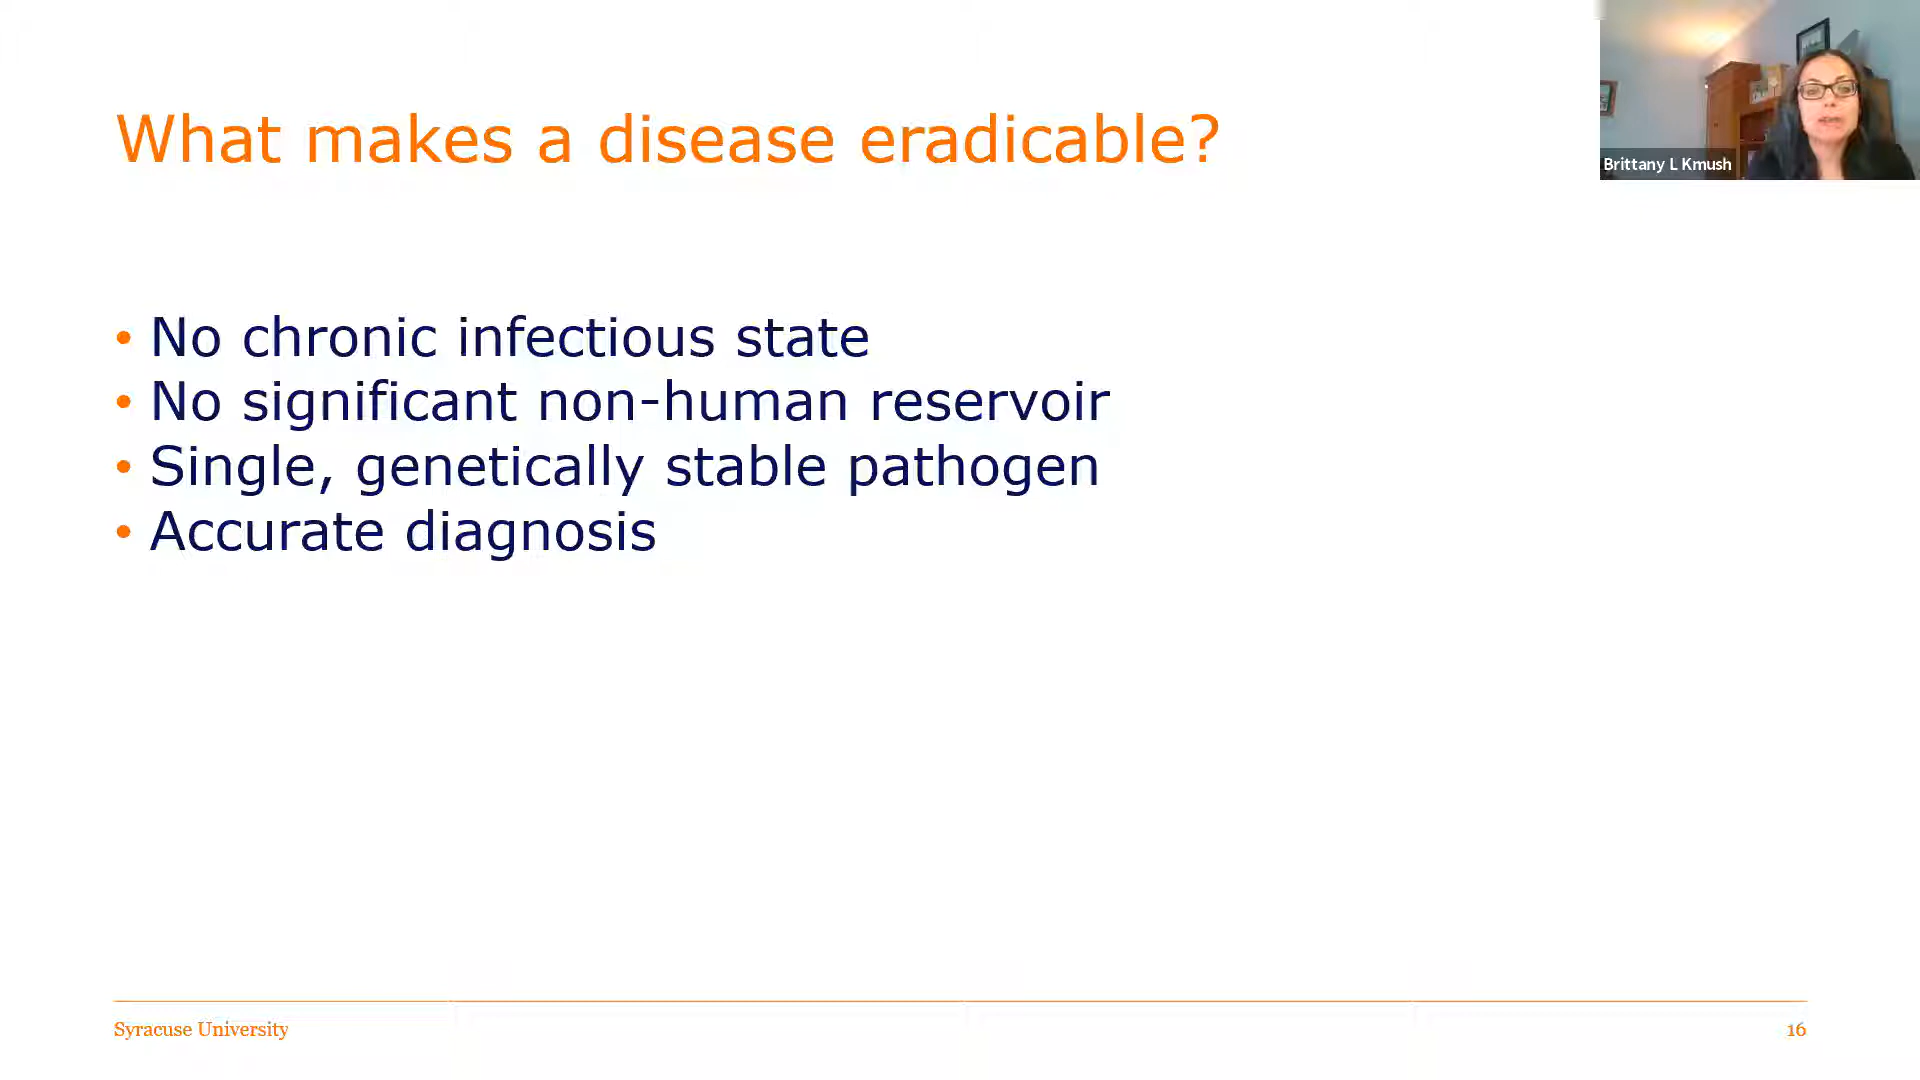 What makes a disease eradicable?
Brittany L Kmush
• No chronic infectious state
• No significant non-human reservoir
• Single, genetically stable pathogen
• Accurate diagnosis
Syracuse University
16